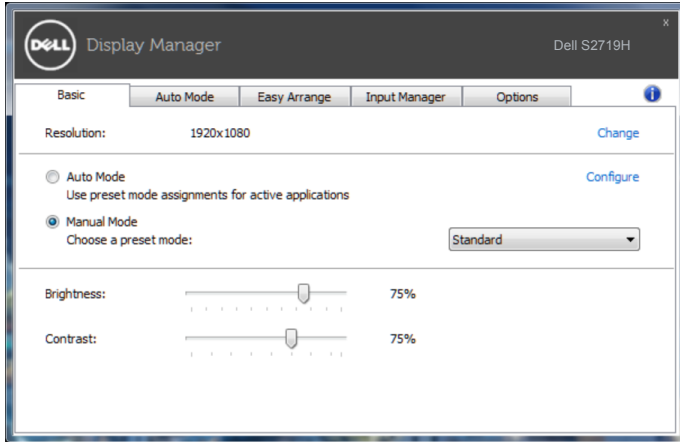 DELL Display Manager
x
Dell S2719H
Basic Auto Mode Easy Arrange Input Manager Options i
Resolution: 1920x1080 Change
Auto Mode Configure
Use preset mode assignments for active applications
Manual Mode
Choose a preset mode: Standard
Brightness: 75%
Contrast: 75%